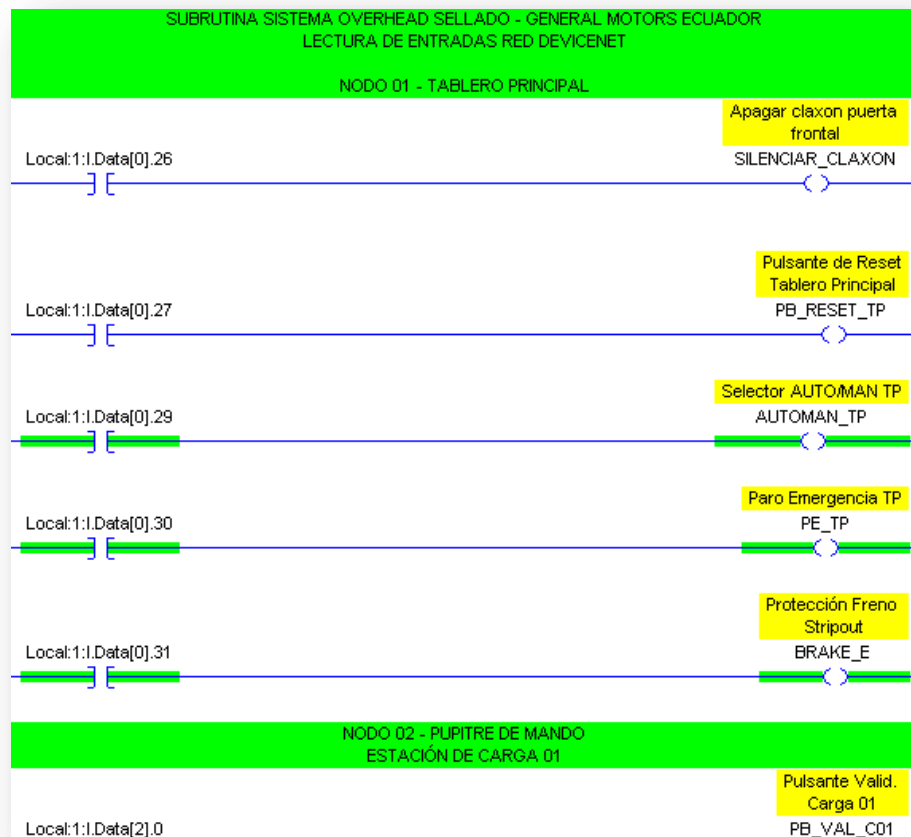 SUBRUTINA SISTEMA OVERHEAD SELLADO - GENERAL MOTORS ECUADOR
LECTURA DE ENTRADAS RED DEVICENET
NODO 01 - TABLERO PRINCIPAL
Apagar claxon puerta
frontal
Local:1:I.Data[0].26
SILENCIAR_CLAXON
Pulsante de Reset
Tablero Principal
Local:1:I.Data[0].27
PB_RESET_TP
Selector AUTO/MAN TP
Local:1:I.Data[0].29
AUTOMAN_TP
Paro Emergencia TP
Local:1:I.Data[0].30
PE_TP
Protección Freno
Stripout
Local:1:I.Data[0].31
BRAKE_E
NODO 02 - PUPITRE DE MANDO
ESTACIÓN DE CARGA 01
Pulsante Valid.
Carga 01
Local:1:I.Data[2].0
PB_VAL_C01